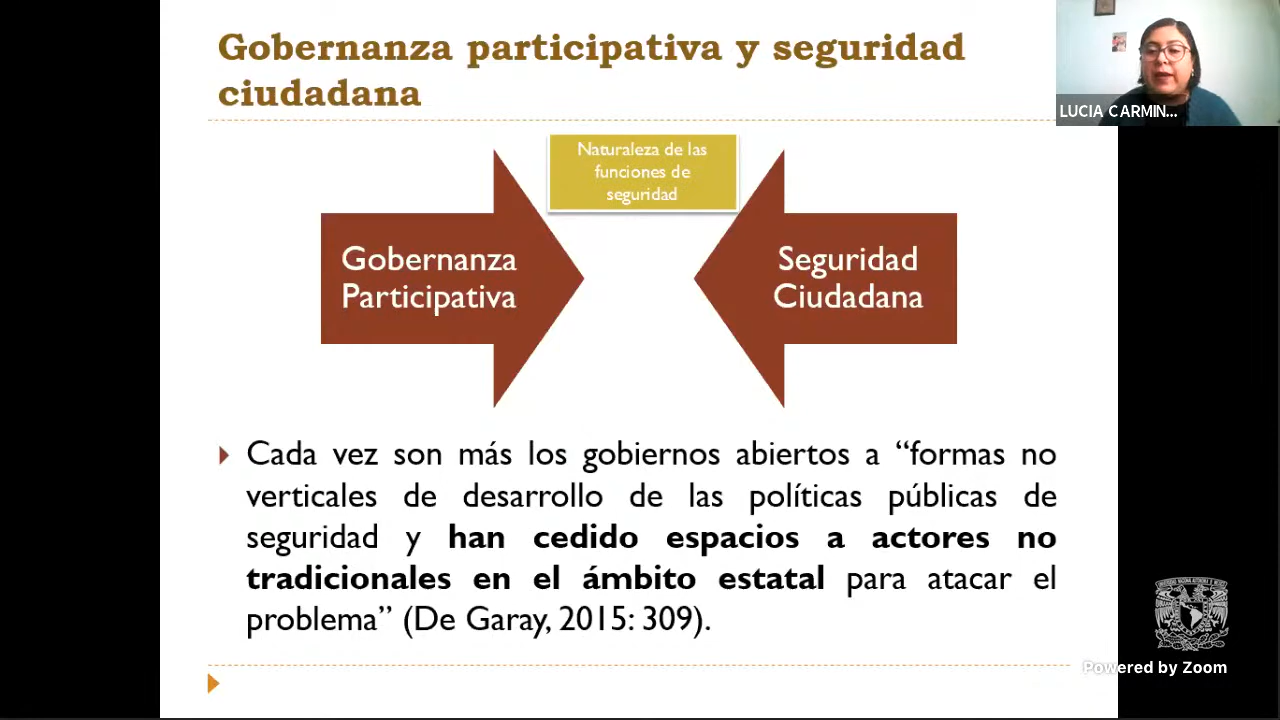 Gobernanza participativa y seguridad
ciudadana
LUCIA CARMIN...
Naturaleza de las
funciones de
seguridad
Gobernanza
Participativa
Seguridad
Ciudadana
Cada vez son más los gobiernos abiertos a “formas no
verticales de desarrollo de las políticas públicas de
seguridad y han cedido espacios a actores no
tradicionales en el ámbito estatal para atacar el
problema” (De Garay, 2015: 309).
Powered by Zoom